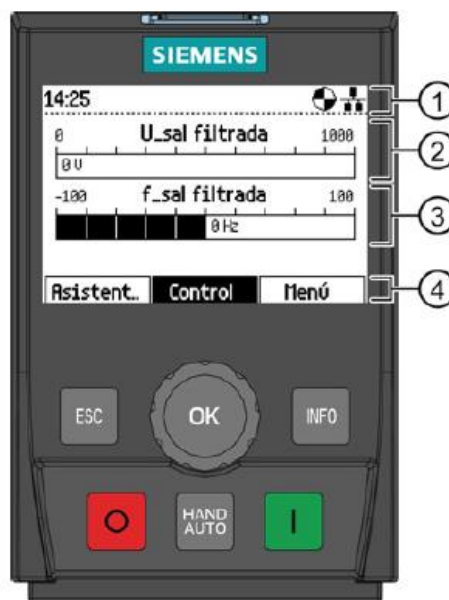 SIEMENS
14:25
1
0 U_sal filtrada 1000
2
0 V
-100 f_sal filtrada 100
3
0 Hz
Asistent.. Control Menú
4
ESC OK INFO
O HAND AUTO I